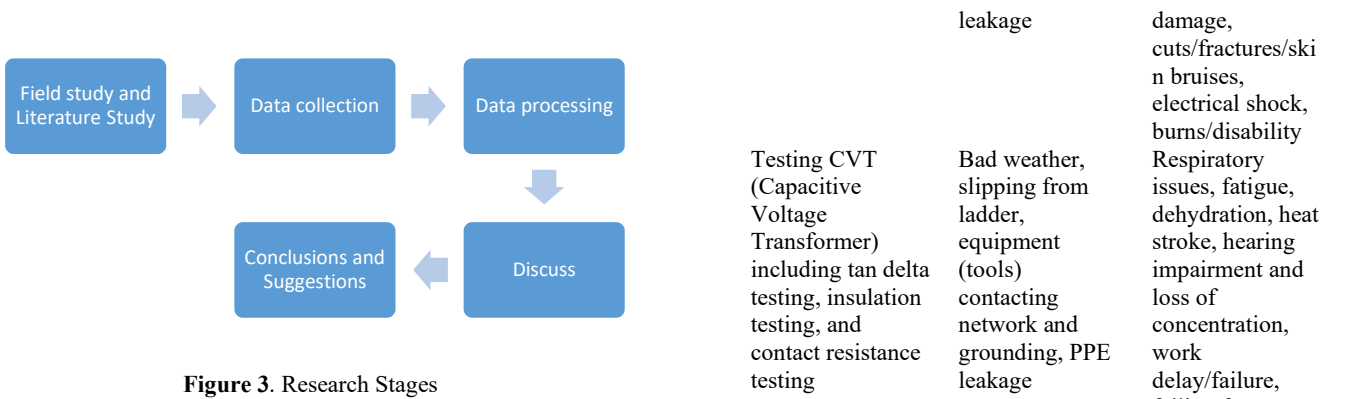 Field study and
Literature Study
Data collection
Data processing
Discuss
Conclusions and
Suggestions
Figure 3. Research Stages
leakage
damage,
cuts/fractures/ski
n bruises,
electrical shock,
burns/disability
Testing CVT
(Capacitive
Voltage
Transformer)
including tan delta
testing, insulation
testing, and
contact resistance
testing
Bad weather,
slipping from
ladder,
equipment
(tools)
contacting
network and
grounding, PPE
leakage
Respiratory
issues, fatigue,
dehydration, heat
stroke, hearing
impairment and
loss of
concentration,
work
delay/failure,